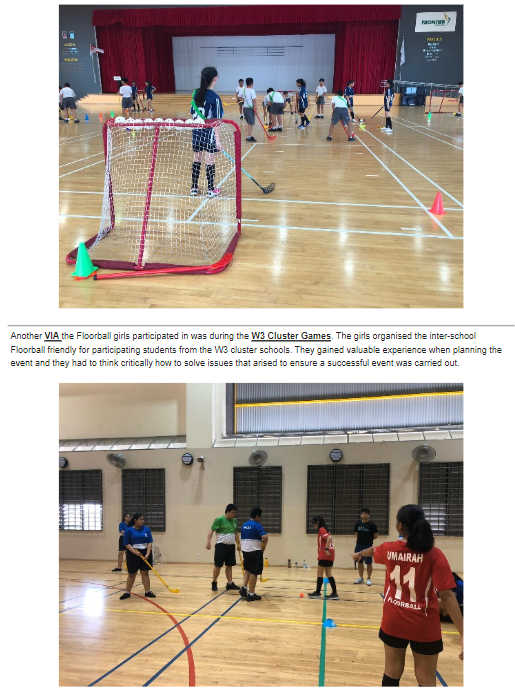 FRONTIER
VALUES
Another VIA the Floorball girls participated in was during the W3 Cluster Games. The girls organised the inter-school
Floorball friendly for participating students from the W3 cluster schools. They gained valuable experience when planning the
event and they had to think critically how to solve issues that arised to ensure a successful event was carried out.
UMAIRAH
11
FLOORBALL